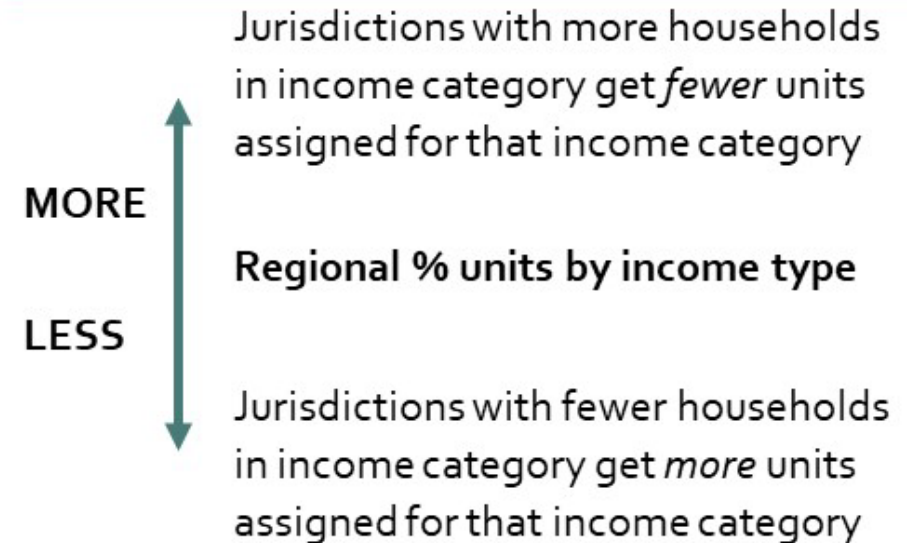 Jurisdictions with more households
in income category get fewer units
assigned for that income category
MORE
Regional % units by income type
LESS
Jurisdictions with fewer households
in income category get more units
assigned for that income category